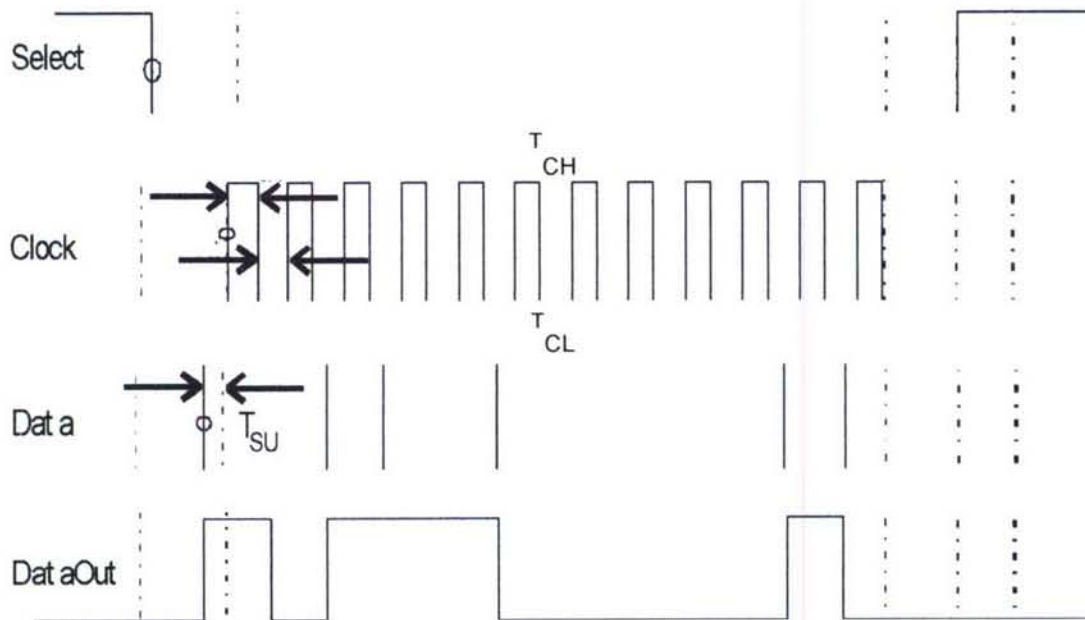 Select
T
CH
Clock
T
CL
Dat a
T SU
Dat aOut